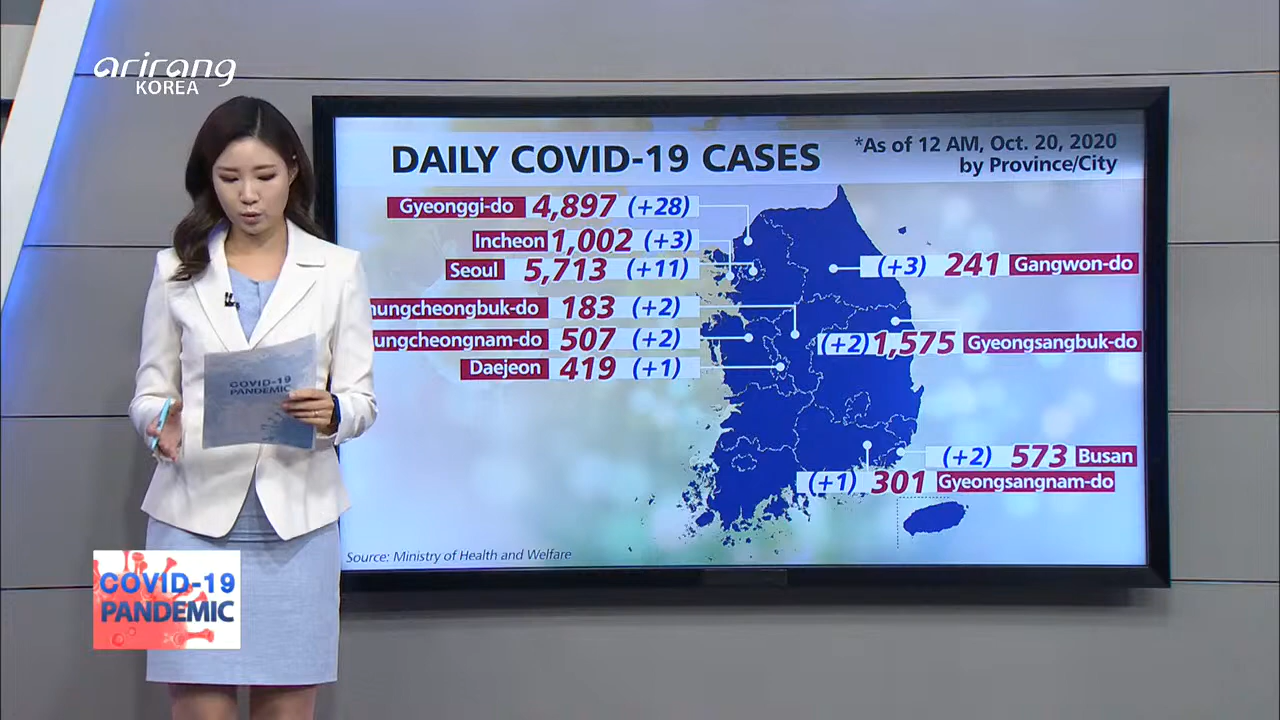 arirang
KOREA
DAILY COVID-19 CASES
*As of 12 AM, Oct. 20, 2020
by Province/City
Gyeonggi-do 4,897 (+28)
Incheon 1,002 (+3)
Seoul 5,713 (+11)
(+3) 241 Gangwon-do
hungcheongbuk-do 183 (+2)
ungcheongnam-do 507 (+2)
(+2) 1,575 Gyeongsangbuk-do
Daejeon 419 (+1)
COVID-19
PANDEMIC
(+2) 573 Busan
(+1) 301 Gyeongsangnam-do
Source: Ministry of Health and Welfare
COVID-19
PANDEMIC